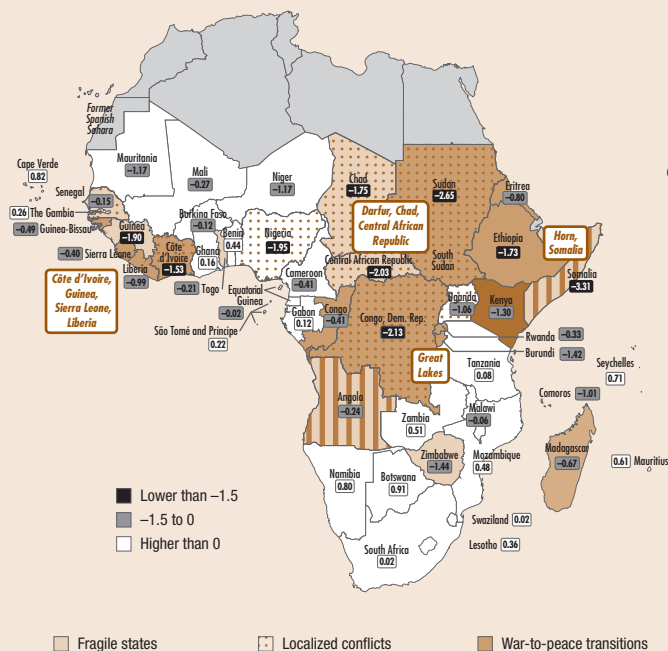 Former
Spanish
Sahara
Cape Verde
0.82
Mauritania
–1.17
Mali
–0.27
Niger
–1.17
Chad
–1.75
Sudan
–2.65
Eritrea
–0.80
Senegal
–0.15
0.26 The Gambia
–0.49 Guinea-Bissau
Guinea
–1.90
–0.40 Sierra Leone
Liberia
–0.99
Côte
d'Ivoire
–1.53
Burkina Faso
–0.12
Ghana
0.16
Benin
0.44
–0.21 Togo
Nigeria
–1.95
Darfur, Chad,
Central African
Republic
Horn,
Somalia
Ethiopia
–1.73
South
Sudan
Central African Republic
–2.03
Somalia
–3.31
Côte d'Ivoire,
Guinea,
Sierra Leone,
Liberia
Cameroon
–0.41
Equatorial
Guinea
–0.02
São Tomé and Príncipe
0.22
Gabon
0.12
Congo
–0.41
Congo, Dem. Rep.
–2.13
Uganda
–1.06
Kenya
–1.30
Rwanda –0.33
Burundi –1.42
Great
Lakes
Tanzania
0.08
Seychelles
0.71
Comoros –1.01
Angola
–0.24
Zambia
0.51
Malawi
–0.06
Mozambique
0.48
Zimbabwe
–1.44
Madagascar
–0.67
0.61 Mauritius
Namibia
0.80
Botswana
0.91
Swaziland 0.02
Lesotho 0.36
South Africa
0.02
Lower than –1.5
–1.5 to 0
Higher than 0
Fragile states
Localized conflicts
War-to-peace transitions